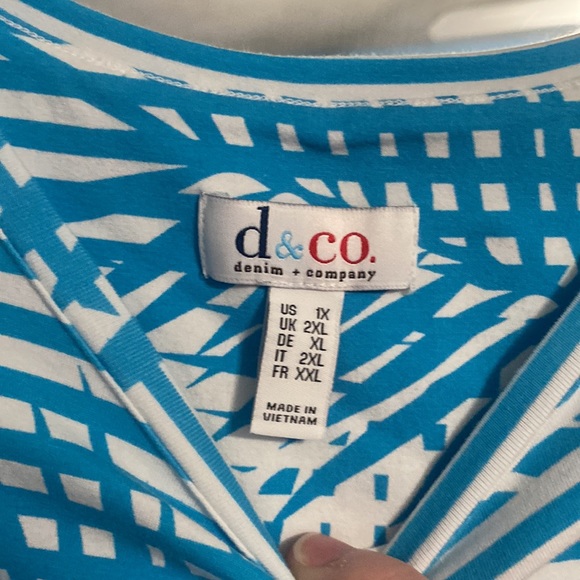 d&co.
denim + company
US 1X
UK 2XL
DE XL
IT 2XL
FR XXL
MADE IN
VIETNAM